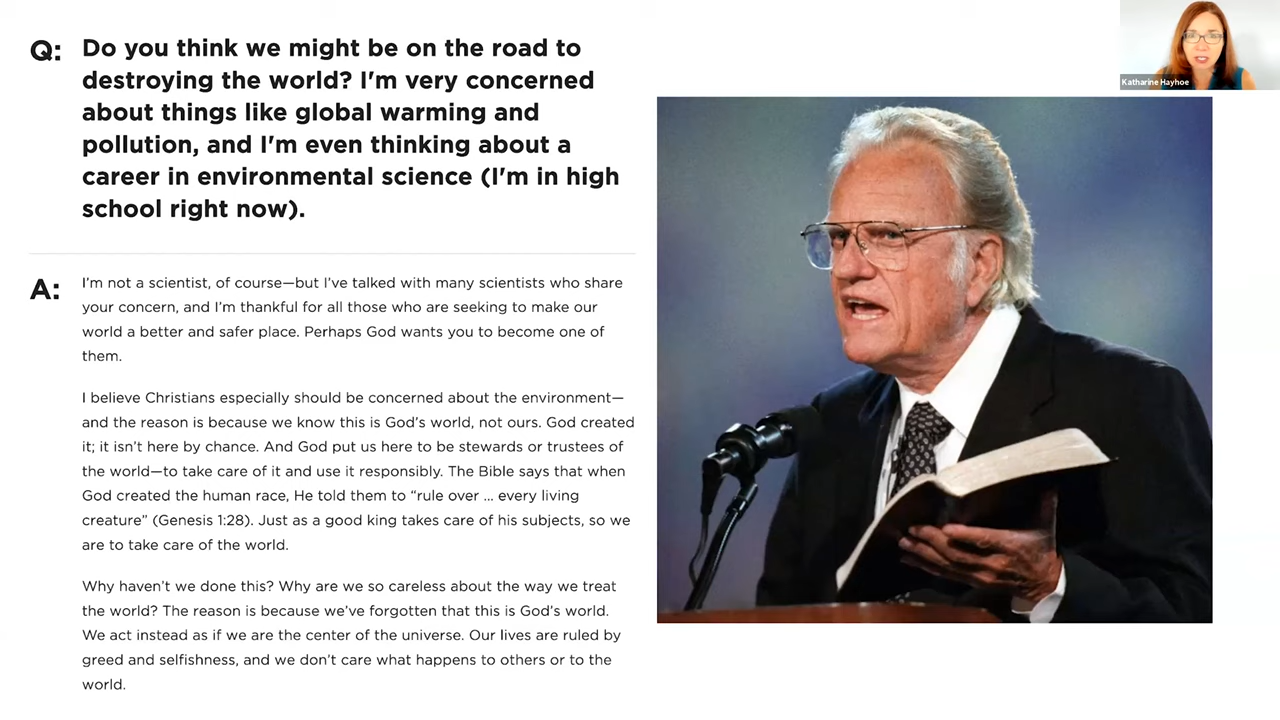 Q: Do you think we might be on the road to
destroying the world? I'm very concerned
about things like global warming and
pollution, and I'm even thinking about a
career in environmental science (I'm in high
school right now).
A: I'm not a scientist, of course—but I've talked with many scientists who share
your concern, and I'm thankful for all those who are seeking to make our
world a better and safer place. Perhaps God wants you to become one of
them.
I believe Christians especially should be concerned about the environment—
and the reason is because we know this is God's world, not ours. God created
it; it isn't here by chance. And God put us here to be stewards or trustees of
the world—to take care of it and use it responsibly. The Bible says that when
God created the human race, He told them to “rule over … every living
creature” (Genesis 1:28). Just as a good king takes care of his subjects, so we
are to take care of the world.
Why haven't we done this? Why are we so careless about the way we treat
the world? The reason is because we've forgotten that this is God's world.
We act instead as if we are the center of the universe. Our lives are ruled by
greed and selfishness, and we don't care what happens to others or to the
world.
Katharine Hayhoe